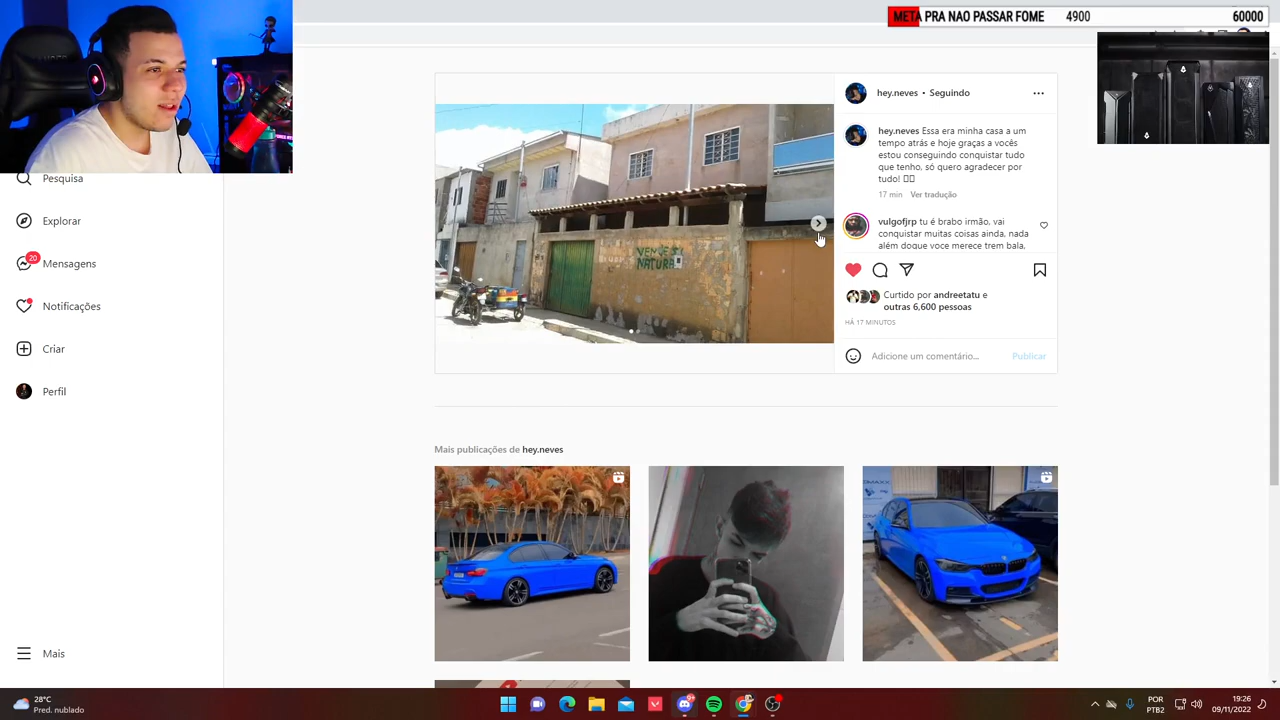 META PRA NAO PASSAR FOME 4900 60000
hey.neves • Seguindo
hey.neves Essa era minha casa a um
tempo atrás e hoje graças a vocês
estou conseguindo conquistar tudo
que tenho, só quero agradecer por
tudo!
17 min Ver tradução
vulgofjrp tu é brabo irmão, vai
conquistar muitas coisas ainda, nada
além doque voce merece trem bala,
Curtido por andreetatu e
outras 6,600 pessoas
HÁ 17 MINUTOS
Adicione um comentário... Publicar
Pesquisa
Explorar
20
Mensagens
Notificações
Criar
Perfil
Mais
Mais publicações de hey.neves
28°C
Pred. nublado
POR
PTB2
19:26
09/11/2022